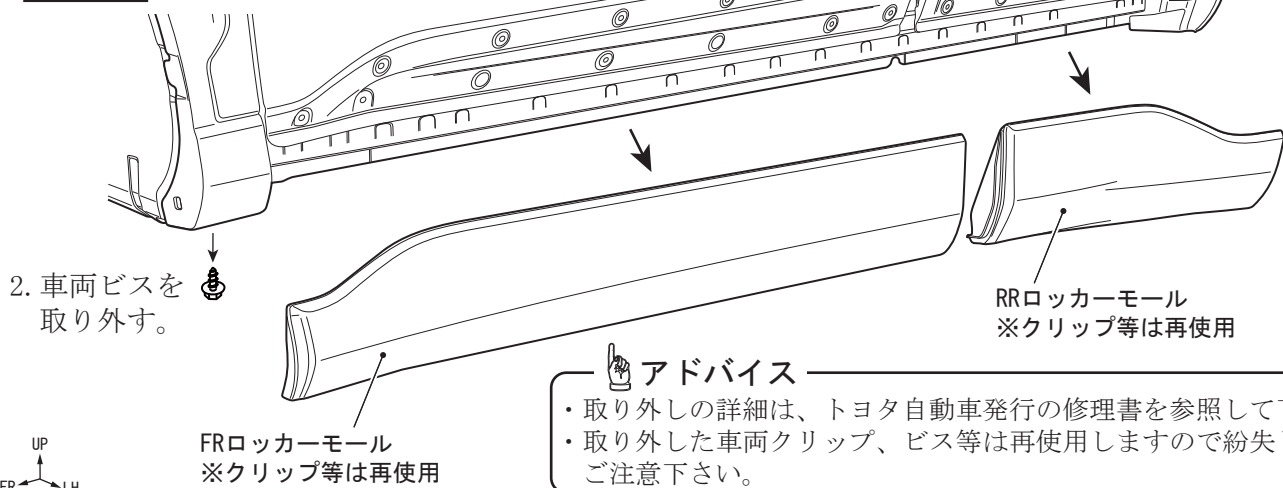 2. 車両ビスを
取り外す。
RRロッカーモール
※クリップ等は再使用
アドバイス
・取り外しの詳細は、トヨタ自動車発行の修理書を参照して
・取り外した車両クリップ、ビス等は再使用しますので紛失
ご注意下さい。
FRロッカーモール
※クリップ等は再使用
UP
FR
LH